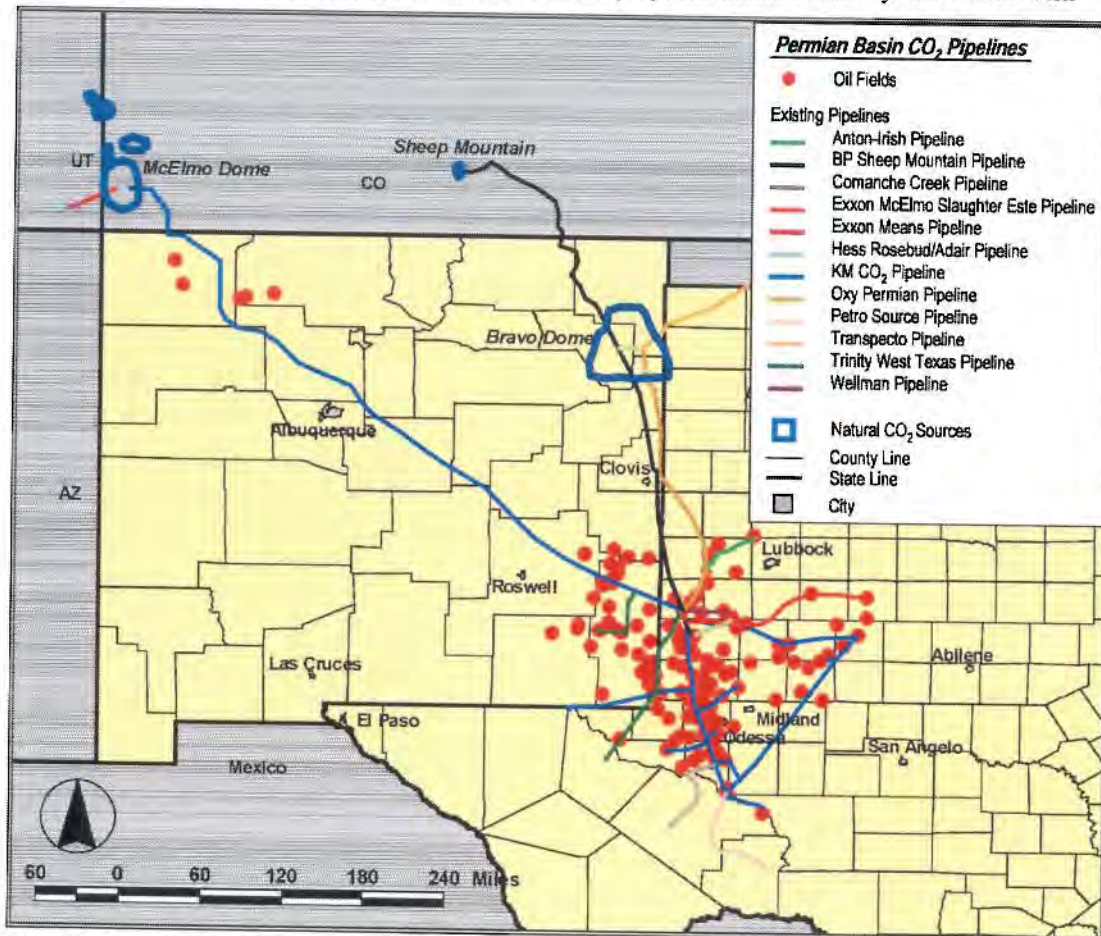 Permian Basin CO₂ Pipelines
Oil Fields
Existing Pipelines
Anton-Irish Pipeline
BP Sheep Mountain Pipeline
Comanche Creek Pipeline
Exxon McElmo Slaughter Este Pipeline
Exxon Means Pipeline
Hess Rosebud/Adair Pipeline
KM CO₂ Pipeline
Oxy Permian Pipeline
Petro Source Pipeline
Transpecto Pipeline
Trinity West Texas Pipeline
Wellman Pipeline
Natural CO₂ Sources
County Line
State Line
City
Sheep Mountain
UT
McElmo Dome
CO
Bravo Dome
Albuquerque
Clovis
AZ
Lubbock
Roswell
Las Cruces
Abilene
El Paso
Midland
Odessa
San Angelo
Mexico
60 0 60 120 180 240 Miles